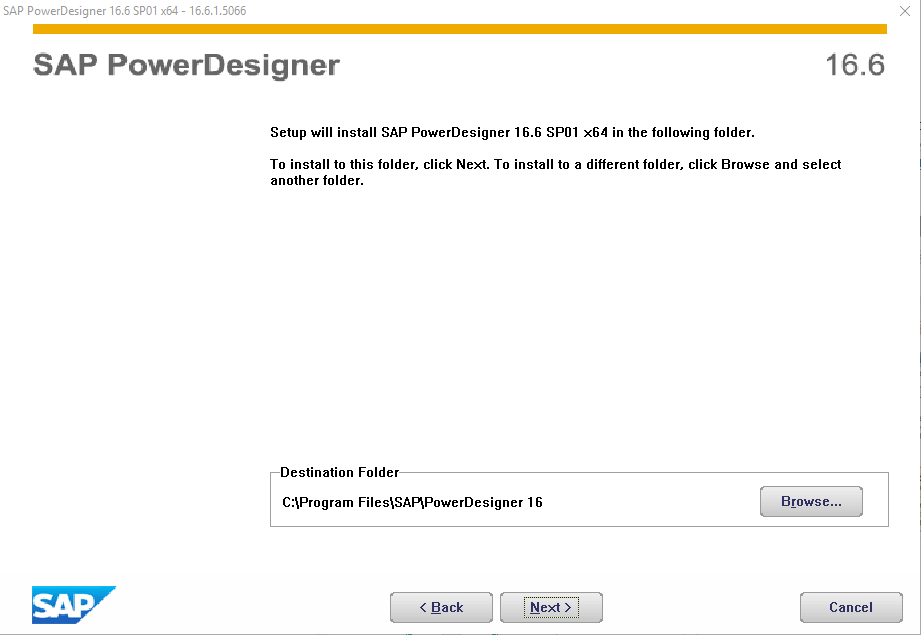 SAP PowerDesigner 16.6 SP01 x64 - 16.6.1.5066
SAP PowerDesigner 16.6
Setup will install SAP PowerDesigner 16.6 SP01 x64 in the following folder.
To install to this folder, click Next. To install to a different folder, click Browse and select
another folder.
Destination Folder
C:\Program Files\SAP\PowerDesigner 16
Browse...
SAP
< Back
Next >
Cancel